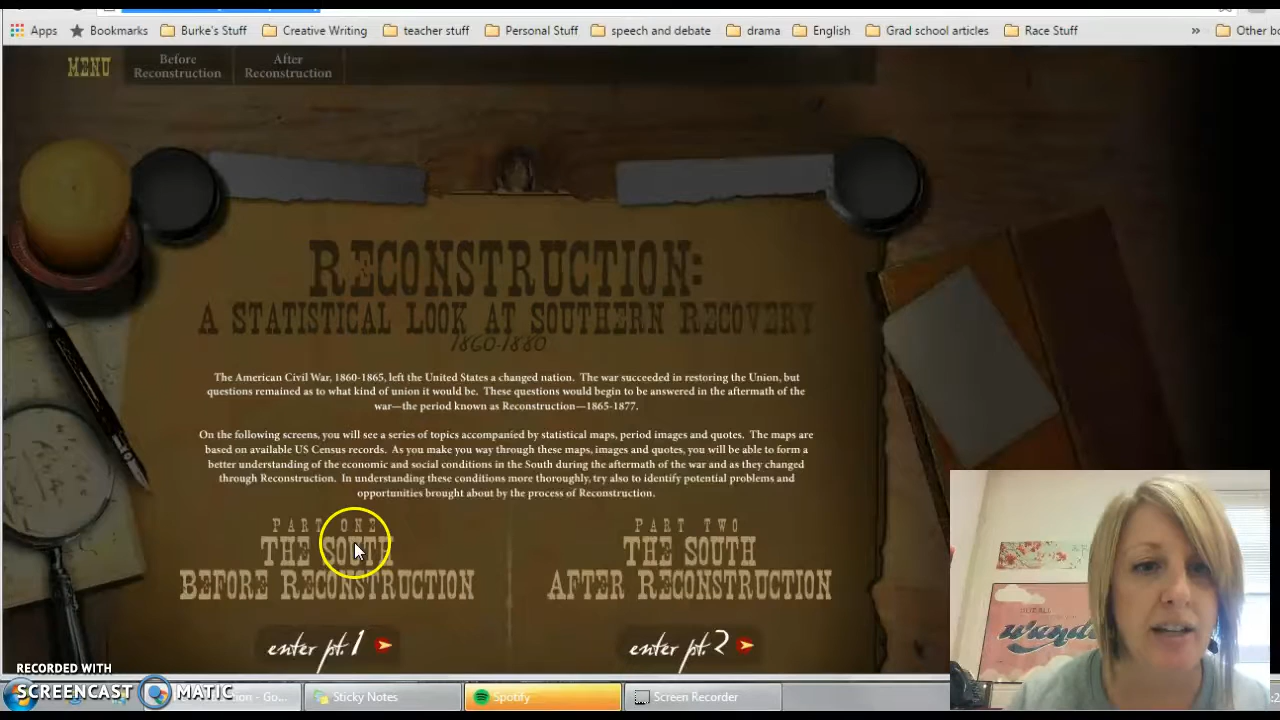 Apps Bookmarks Burke's Stuff Creative Writing teacher stuff Personal Stuff speech and debate drama English Grad school articles Race Stuff » Other bo
MENU
Before Reconstruction
After Reconstruction
RECONSTRUCTION:
A STATISTICAL LOOK AT SOUTHERN RECOVERY
1860-1880
The American Civil War, 1860-1865, left the United States a changed nation. The war succeeded in restoring the Union, but
questions remained as to what kind of union it would be. These questions would begin to be answered in the aftermath of the
war—the period known as Reconstruction—1865-1877.
On the following screens, you will see a series of topics accompanied by statistical maps, period images and quotes. The maps are
based on available US Census records. As you make you way through these maps, images and quotes, you will be able to form a
better understanding of the economic and social conditions in the South during the aftermath of the war and as they changed
through Reconstruction. In understanding these conditions more thoroughly, try also to identify potential problems and
opportunities brought about by the process of Reconstruction.
PART ONE
THE SOUTH
BEFORE RECONSTRUCTION
enter pt. 1
PART TWO
THE SOUTH
AFTER RECONSTRUCTION
enter pt. 2
RECORDED WITH
SCREENCAST MATIC
- Go... Sticky Notes Spotify Screen Recorder